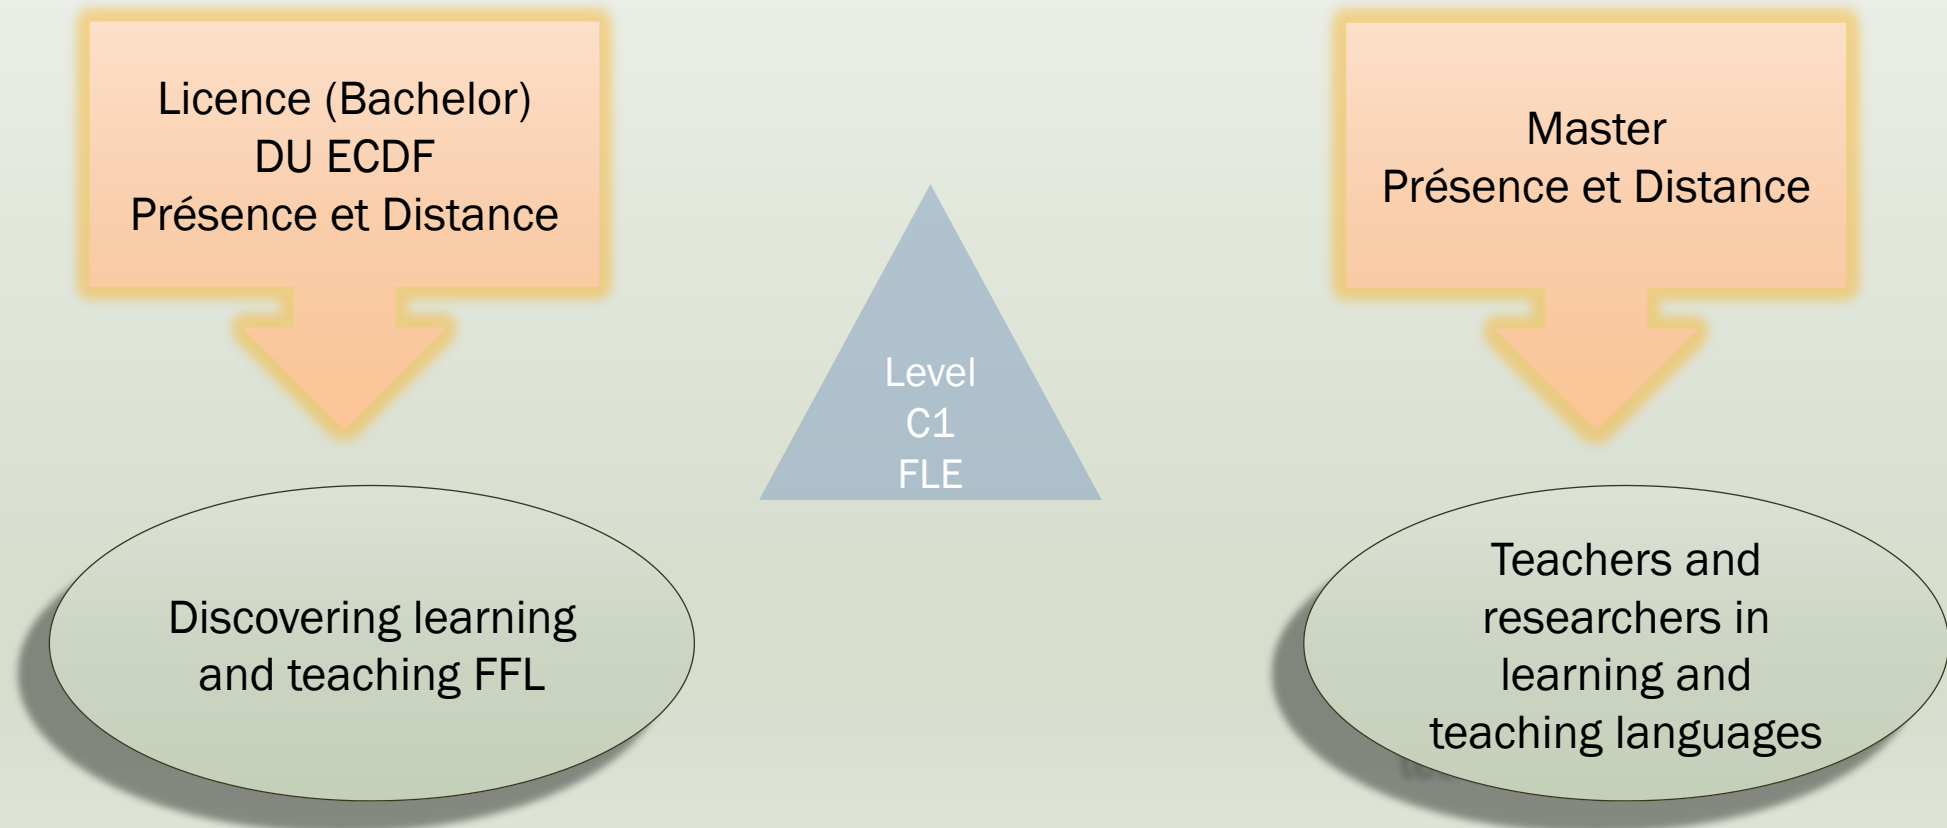 Licence (Bachelor)
DU ECDF
Présence et Distance
Master
Présence et Distance
Level
C1
FLE
Discovering learning
and teaching FFL
Teachers and
researchers in
learning and
teaching languages